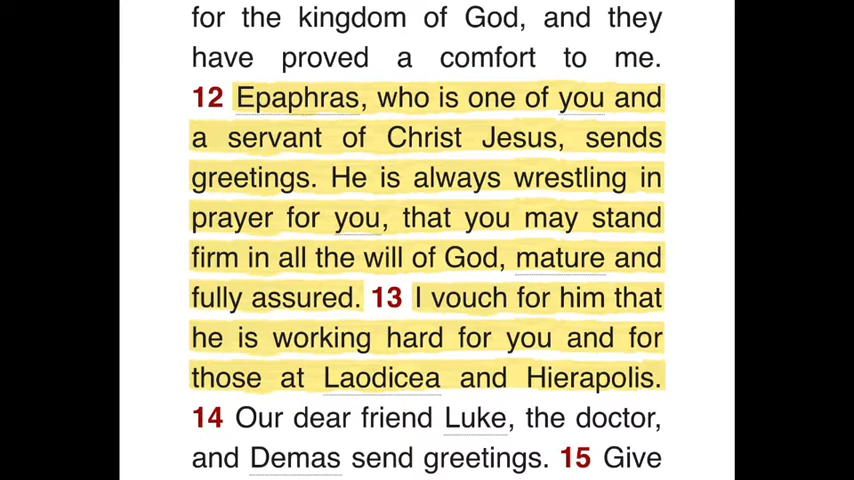 for the kingdom of God, and they
have proved a comfort to me.
12 Epaphras, who is one of you and
a servant of Christ Jesus, sends
greetings. He is always wrestling in
prayer for you, that you may stand
firm in all the will of God, mature and
fully assured. 13 I vouch for him that
he is working hard for you and for
those at Laodicea and Hierapolis.
14 Our dear friend Luke, the doctor,
and Demas send greetings. 15 Give